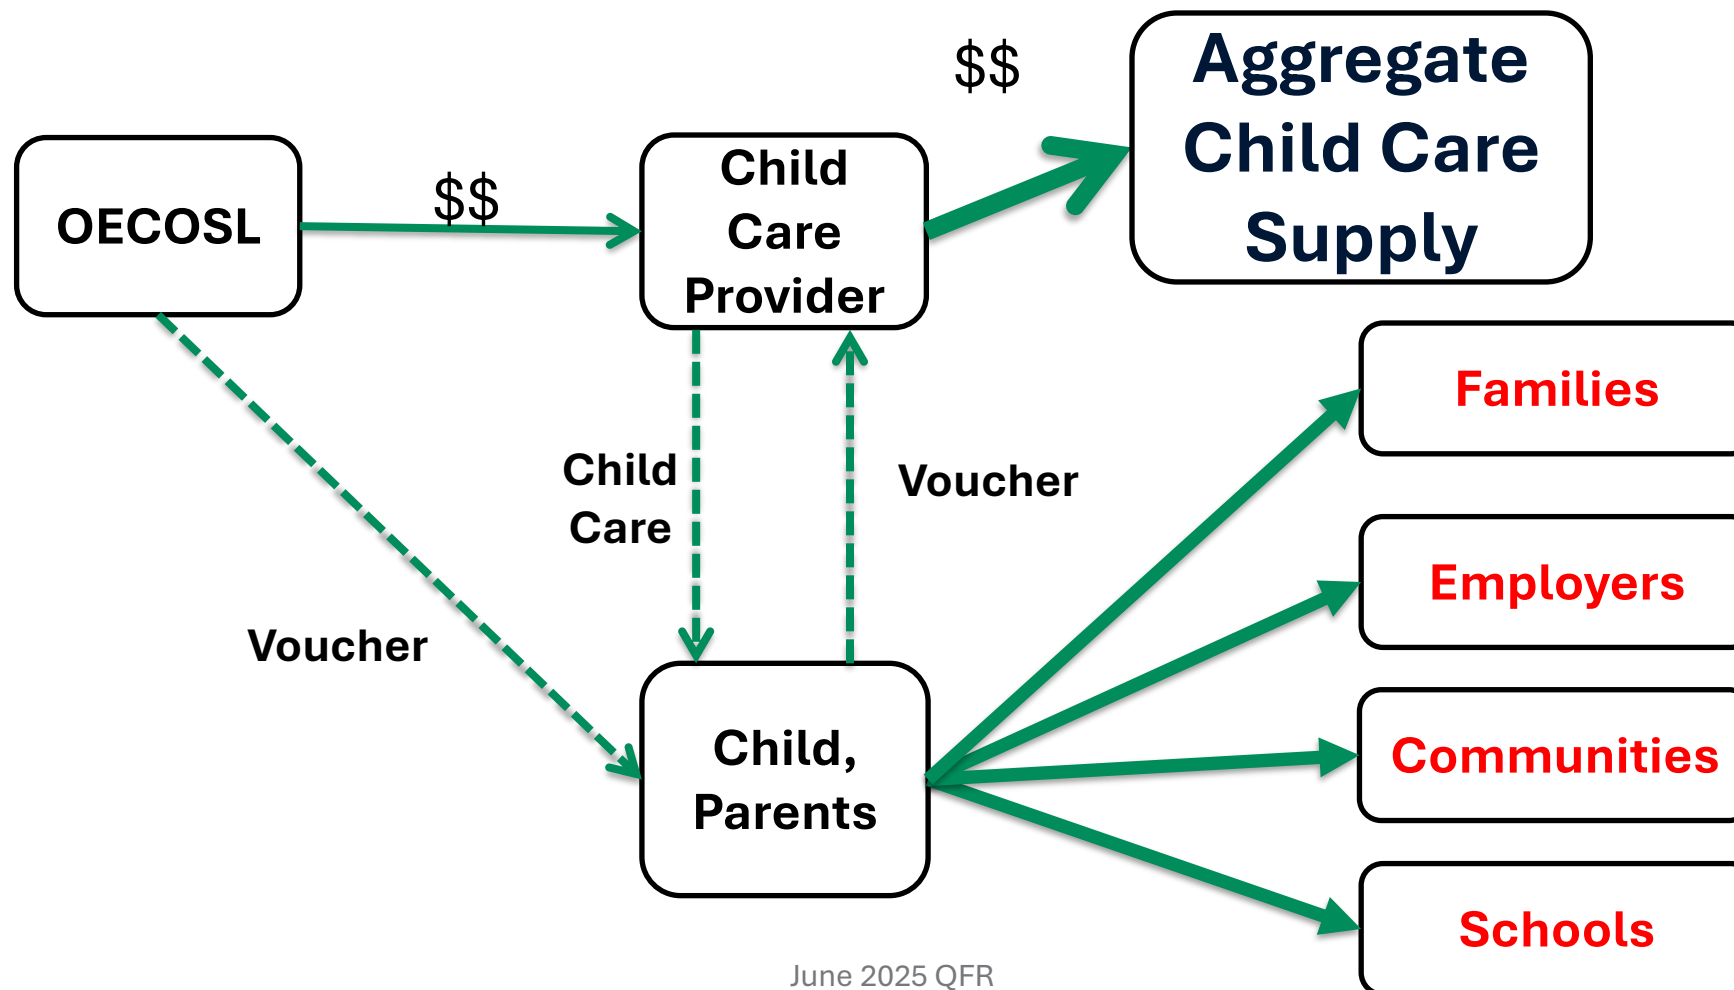 $$
Aggregate
Child Care
Supply
OECOSL
$$
Child
Care
Provider
Families
Child
Care
Voucher
Employers
Voucher
Child,
Parents
Communities
Schools
June 2025 QFR